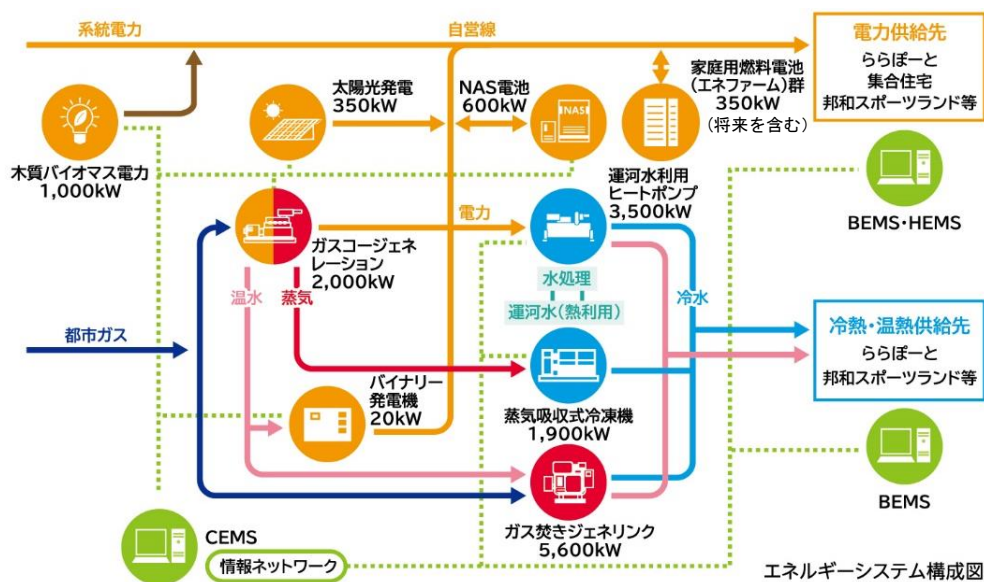 系統電力
自営線
電力供給先
ららぽーと
集合住宅
邦和スポーツランド等
太陽光発電
350kW
NAS電池
600kW
NAS
家庭用燃料電池
(エネファーム)群
350kW
(将来を含む)
木質バイオマス電力
1,000kW
BEMS・HEMS
ガスコージェネ
レーション
2,000kW
電力
運河水利用
ヒートポンプ
3,500kW
温水
蒸気
水処理
運河水(熱利用)
冷水
都市ガス
冷熱・温熱供給先
ららぽーと
邦和スポーツランド等
バイナリー
発電機
20kW
蒸気吸収式冷凍機
1,900kW
BEMS
ガス焚きジェネリンク
5,600kW
CEMS
情報ネットワーク
エネルギーシステム構成図